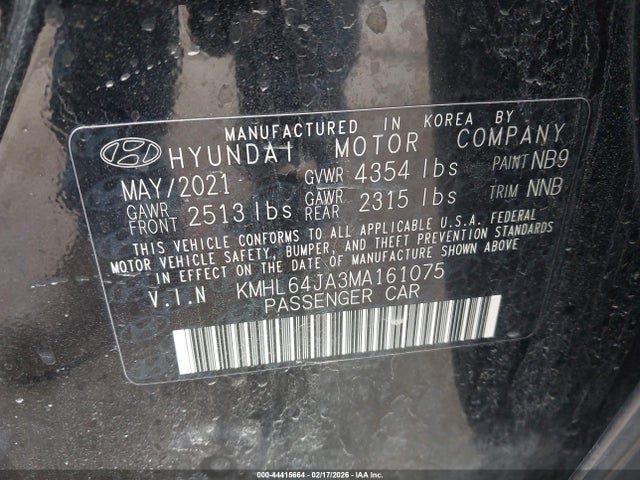 MANUFACTURED IN KOREA BY
HYUNDAI MOTOR COMPANY
MAY/2021 GVWR 4354 lbs PAINT NB9
GAWR FRONT 2513 lbs GAWR REAR 2315 lbs TRIM NNB
THIS VEHICLE CONFORMS TO ALL APPLICABLE U.S.A. FEDERAL
MOTOR VEHICLE SAFETY, BUMPER, AND THEFT PREVENTION STANDARDS
IN EFFECT ON THE DATE OF MANUFACTURE SHOWN ABOVE
V.I.N KMHL64JA3MA161075
PASSENGER CAR
000-44415664 - 02/17/2026 - IAA Inc.